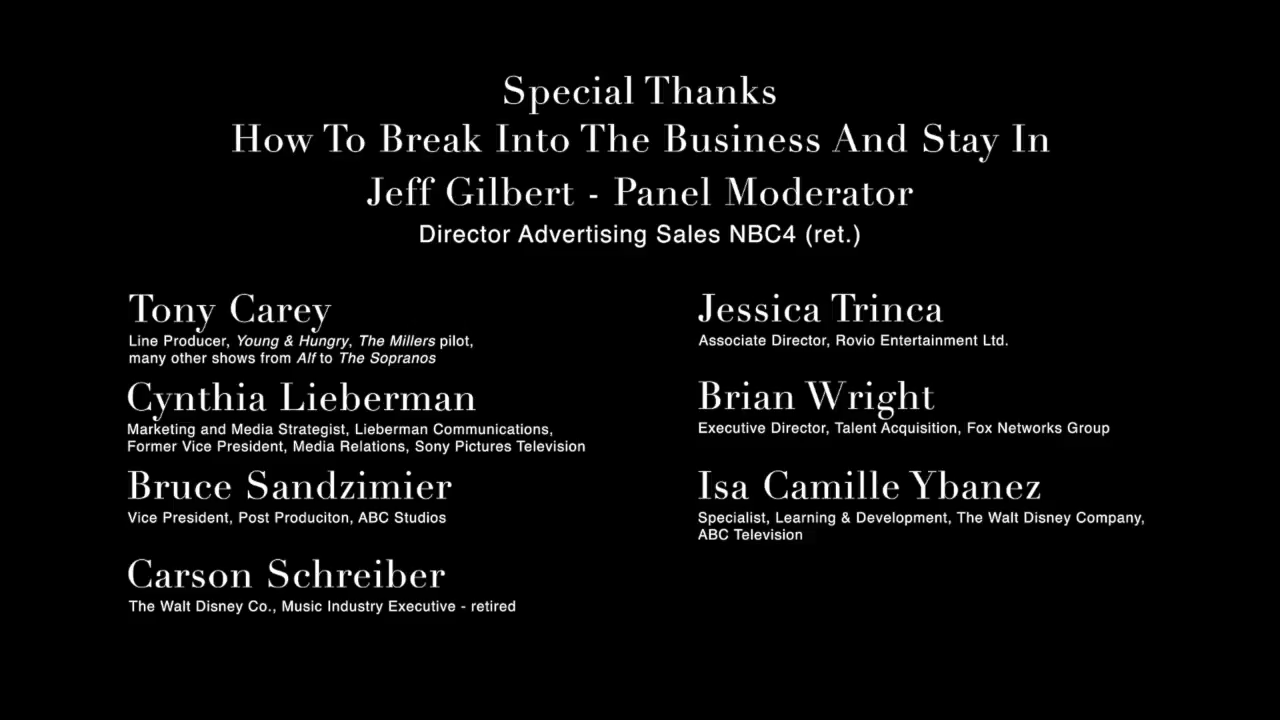 Special Thanks
How To Break Into The Business And Stay In
Jeff Gilbert - Panel Moderator
Director Advertising Sales NBC4 (ret.)
Tony Carey
Line Producer, Young & Hungry, The Millers pilot,
many other shows from Alf to The Sopranos
Cynthia Lieberman
Marketing and Media Strategist, Lieberman Communications,
Former Vice President, Media Relations, Sony Pictures Television
Bruce Sandzimier
Vice President, Post Produciton, ABC Studios
Carson Schreiber
The Walt Disney Co., Music Industry Executive - retired
Jessica Trinca
Associate Director, Rovio Entertainment Ltd.
Brian Wright
Executive Director, Talent Acquisition, Fox Networks Group
Isa Camille Ybanez
Specialist, Learning & Development, The Walt Disney Company,
ABC Television